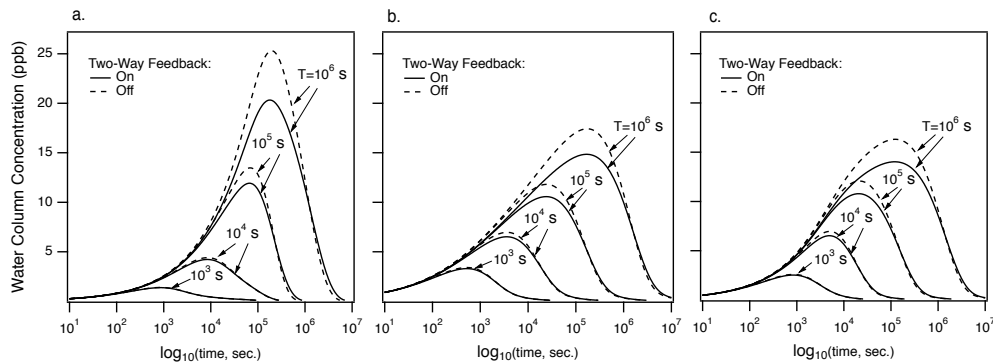 a.
Water Column Concentration (ppb)
25
20
15
10
5
Two-Way Feedback:
On
Off
T=10⁶ s
10⁵ s
10⁴ s
10³ s
10¹ 10² 10³ 10⁴ 10⁵ 10⁶ 10⁷
log₁₀(time, sec.)
b.
Two-Way Feedback:
On
Off
T=10⁶ s
10⁵ s
10⁴ s
10³ s
10¹ 10² 10³ 10⁴ 10⁵ 10⁶ 10⁷
log₁₀(time, sec.)
c.
Two-Way Feedback:
On
Off
T=10⁶ s
10⁵ s
10⁴ s
10³ s
10¹ 10² 10³ 10⁴ 10⁵ 10⁶ 10⁷
log₁₀(time, sec.)